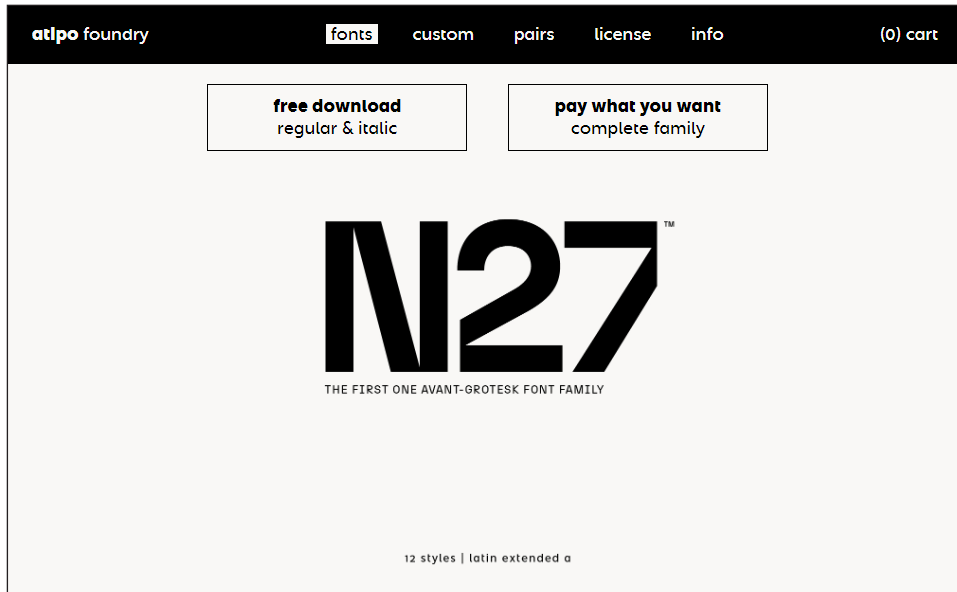 atipo foundry fonts custom pairs license info (0) cart
free download
regular & italic
pay what you want
complete family
N27™
THE FIRST ONE AVANT-GROTESK FONT FAMILY
12 styles | latin extended a